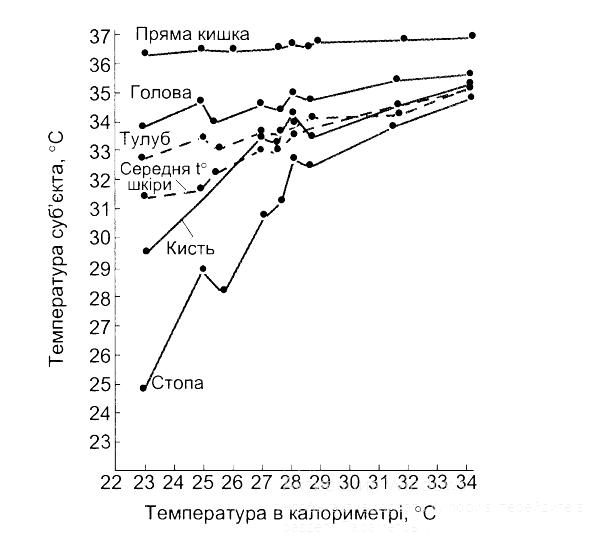 37
36
35
34
33
32
31
30
29
28
27
26
25
24
23
Пряма кишка
Голова
Тулуб
Середня t°
шкіри
Кисть
Стопа
Температура суб'єкта, °С
22 23 24 25 26 27 28 29 30 31 32 33 34
Температура в калориметрі, °С